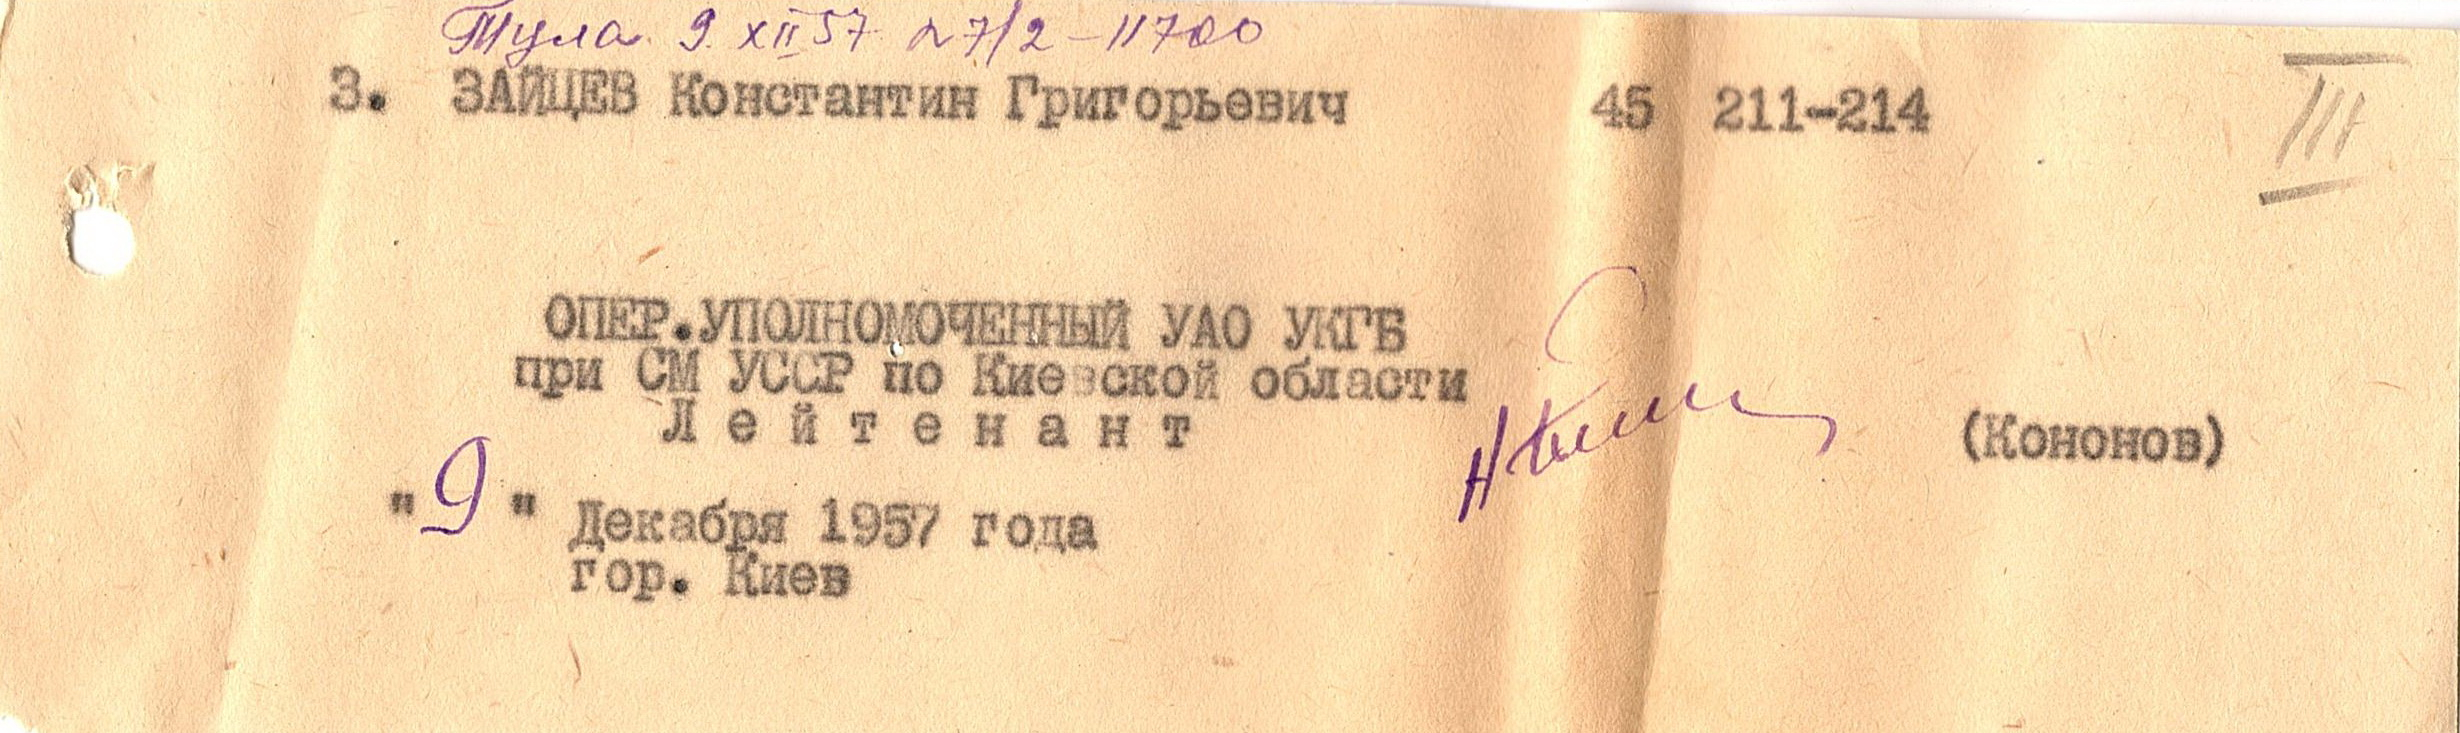 Тула 9 XII 57 27/2-11700
3. ЗАЙЦЕВ Константин Григорьевич 45 211-214
III
ОПЕР.УПОЛНОМОЧЕННЫЙ УАО УКГБ
при СМ УССР по Киевской области
Лейтенант
(Кононов)
"9" Декабря 1957 года
гор. Киев